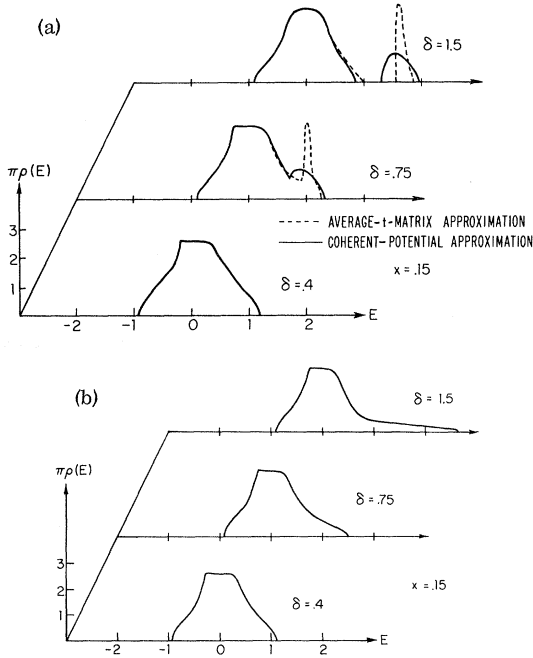 (a)
δ = 1.5
πρ(E)
δ = .75
AVERAGE-t-MATRIX APPROXIMATION
COHERENT-POTENTIAL APPROXIMATION
3
2
1
δ = .4
x = .15
-2 -1 0 1 2 E
(b)
δ = 1.5
πρ(E)
δ = .75
3
2
1
δ = .4
x = .15
-2 -1 0 1 2 E